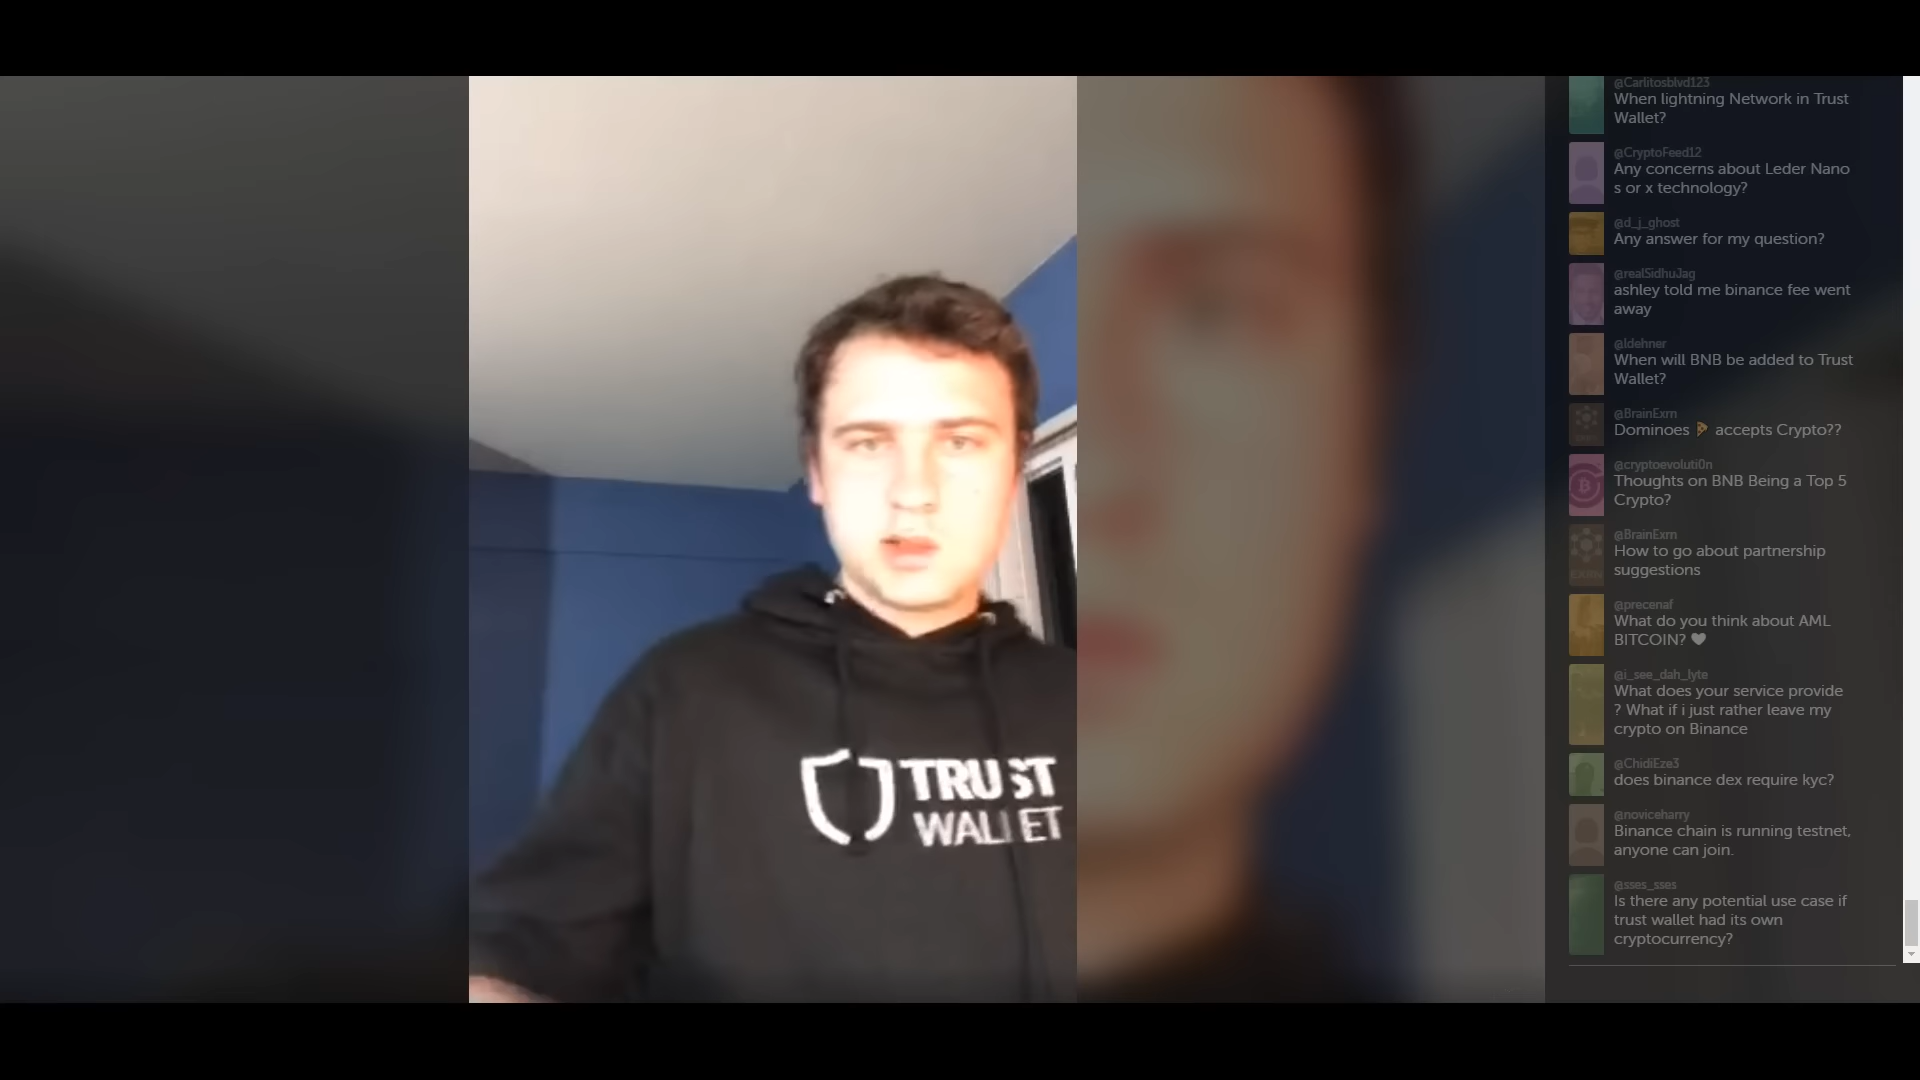 TRUST
WALLET
@Carlitosblvd123
When lightning Network in Trust
Wallet?
@CryptoFeed12
Any concerns about Leder Nano
s or x technology?
@d_j_ghost
Any answer for my question?
@realSidhuJag
ashley told me binance fee went
away
@ldehner
When will BNB be added to Trust
Wallet?
@BrainExrn
Dominoes 🍕 accepts Crypto??
@cryptoevoluti0n
Thoughts on BNB Being a Top 5
Crypto?
@BrainExrn
How to go about partnership
suggestions
@precenaf
What do you think about AML
BITCOIN? ♥
@i_see_dah_lyte
What does your service provide
? What if i just rather leave my
crypto on Binance
@ChidiEze3
does binance dex require kyc?
@noviceharry
Binance chain is running testnet,
anyone can join.
@sses_sses
Is there any potential use case if
trust wallet had its own
cryptocurrency?